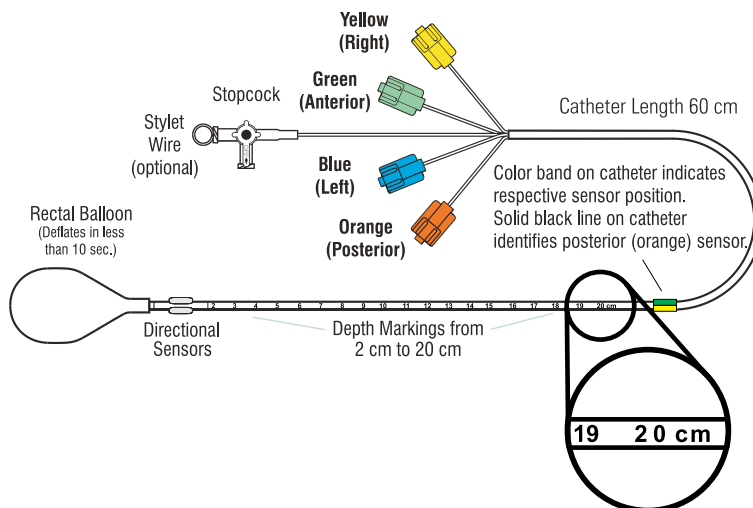 Yellow
(Right)
Green
(Anterior)
Stopcock
Catheter Length 60 cm
Stylet
Wire
(optional)
Blue
(Left)
Color band on catheter indicates
respective sensor position.
Solid black line on catheter
identifies posterior (orange) sensor.
Rectal Balloon
(Deflates in less
than 10 sec.)
Orange
(Posterior)
2 3 4 5 6 7 8 9 10 11 12 13 14 15 16 17 18 19 20 cm
Directional
Sensors
Depth Markings from
2 cm to 20 cm
19 20 cm